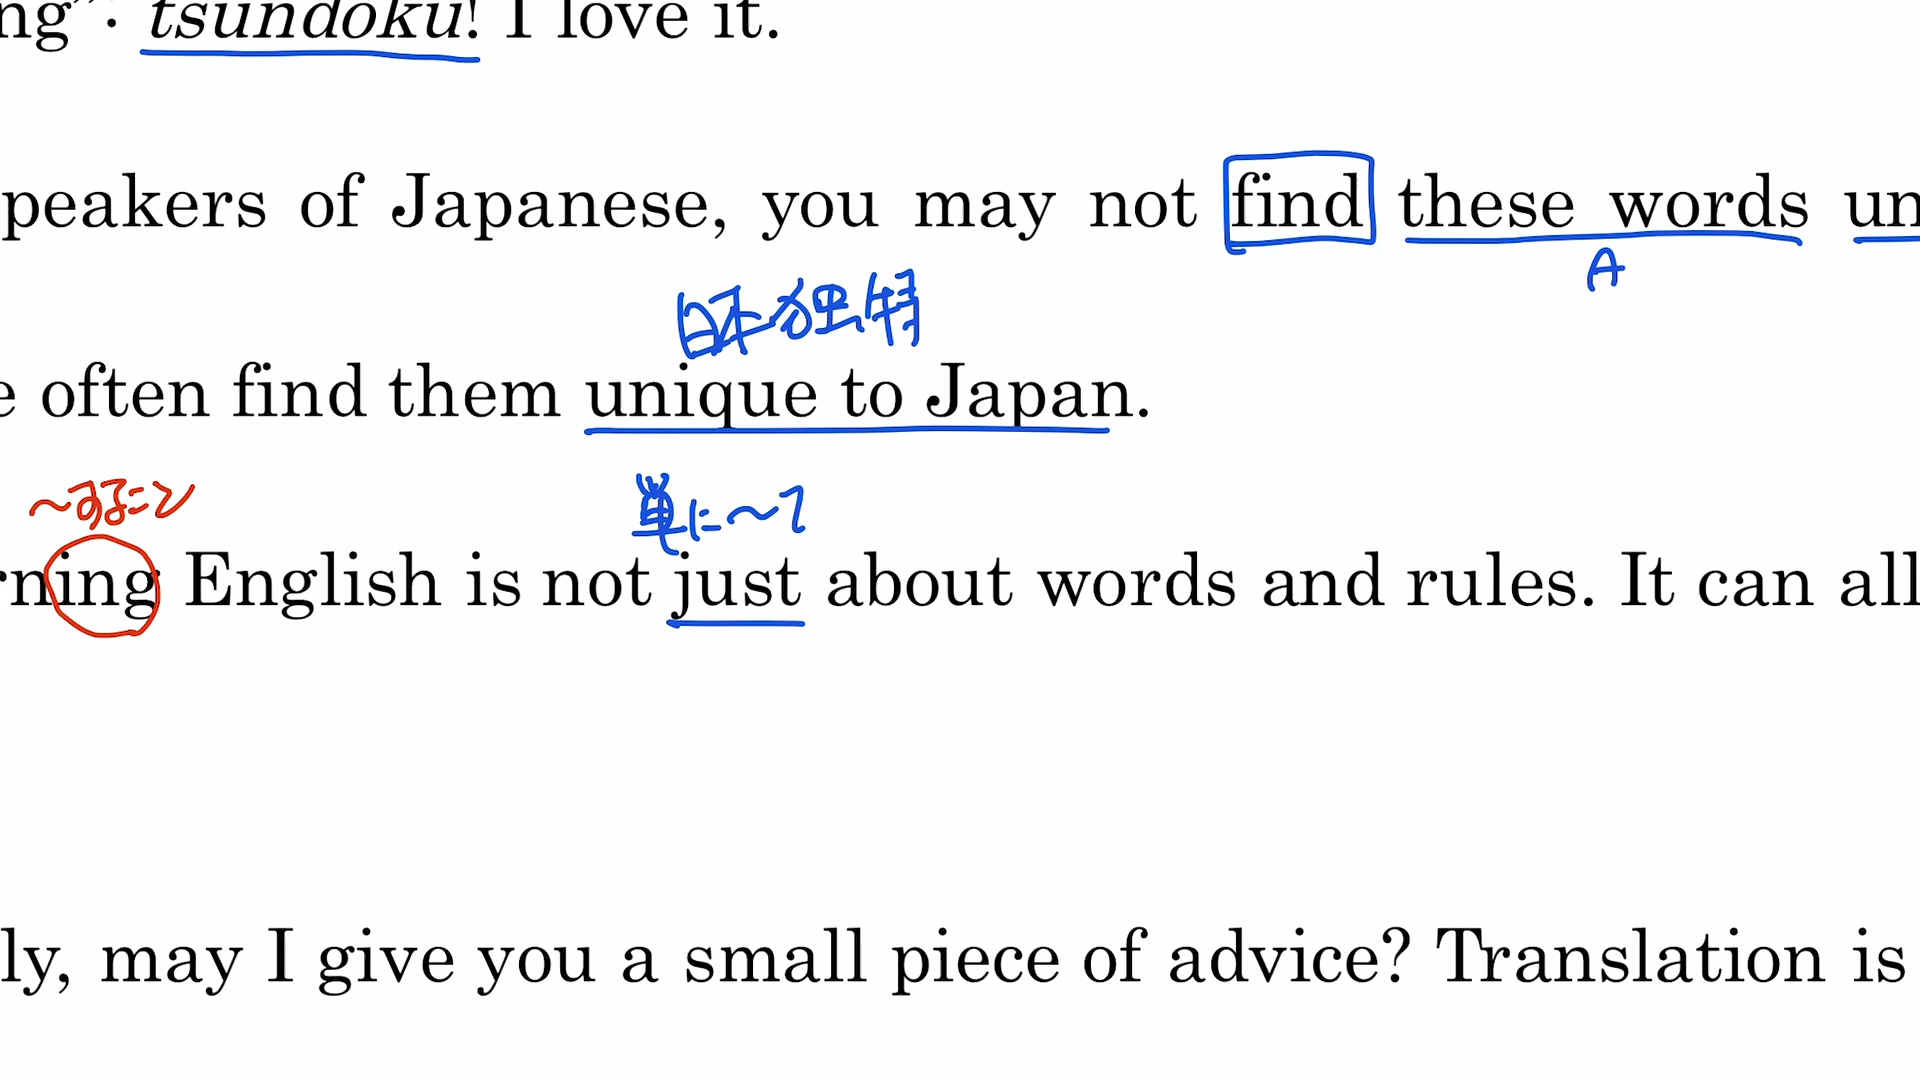 ng”: tsundoku! I love it.
peakers of Japanese, you may not find these words un
A
日本独特
e often find them unique to Japan.
〜すること 単に〜
rning English is not just about words and rules. It can all
ly, may I give you a small piece of advice? Translation is